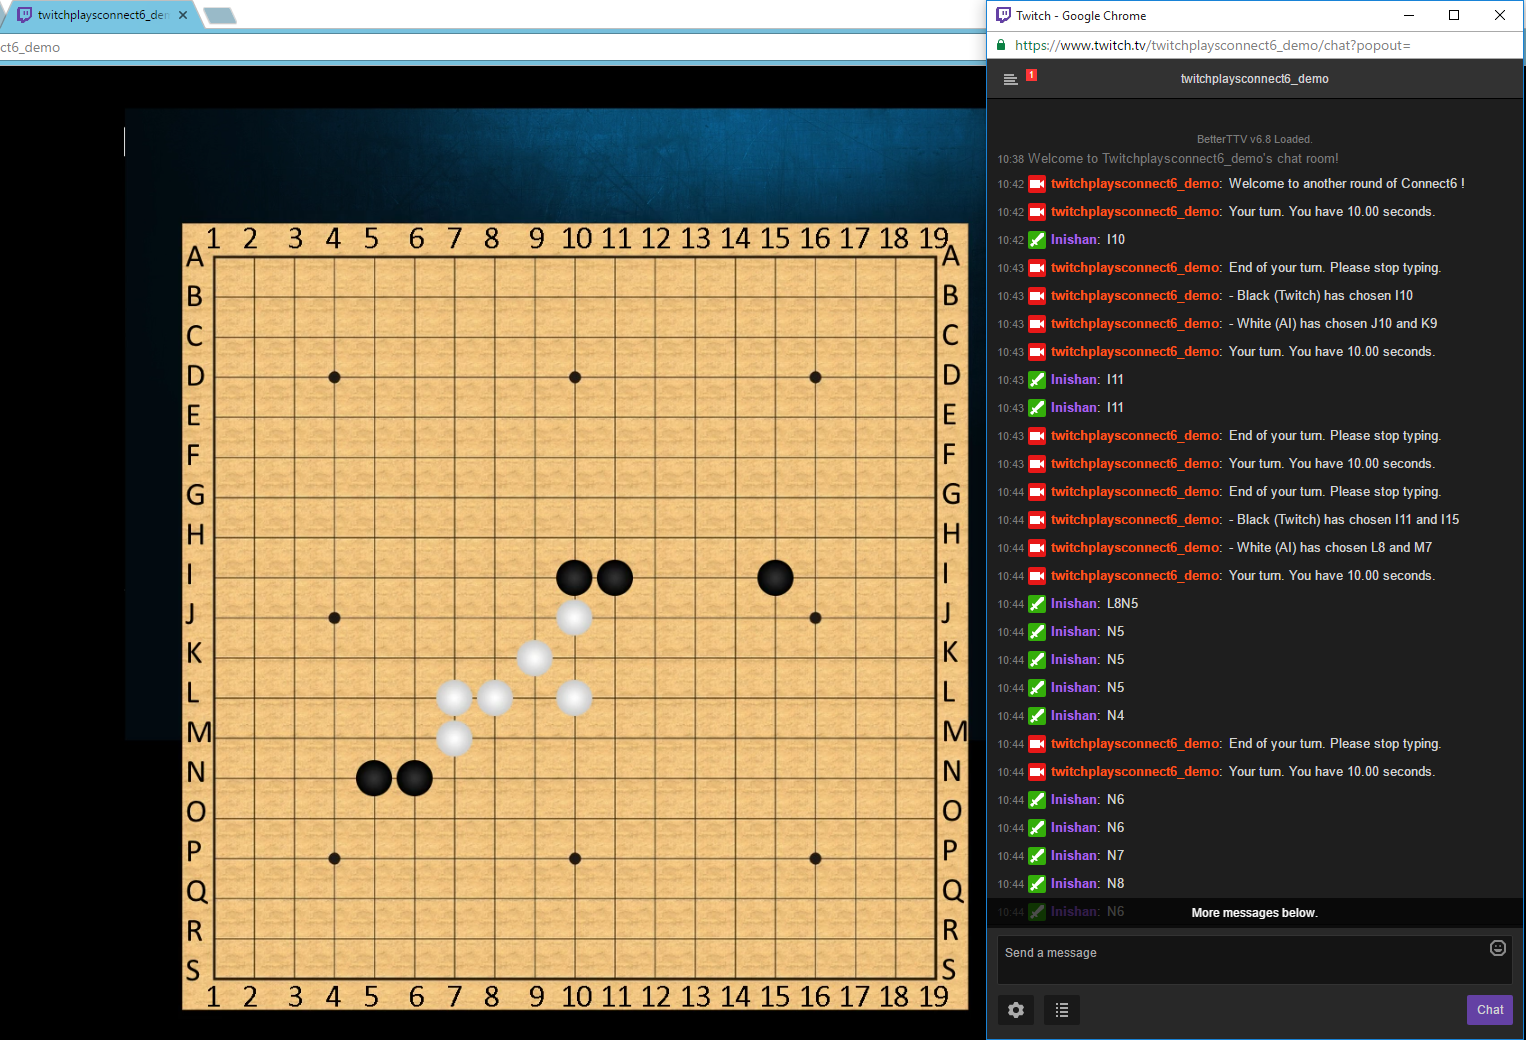 twitchplaysconnect6_den
ct6_demo
1 2 3 4 5 6 7 8 9 10 11 12 13 14 15 16 17 18 19
A A
B B
C C
D D
E E
F F
G G
H H
I I
J J
K K
L L
M M
N N
O O
P P
Q Q
R R
S S
1 2 3 4 5 6 7 8 9 10 11 12 13 14 15 16 17 18 19
Twitch - Google Chrome
https://www.twitch.tv/twitchplaysconnect6_demo/chat?popout=
1
twitchplaysconnect6_demo
BetterTTV v6.8 Loaded.
10:38 Welcome to Twitchplaysconnect6_demo's chat room!
10:42 twitchplaysconnect6_demo: Welcome to another round of Connect6 !
10:42 twitchplaysconnect6_demo: Your turn. You have 10.00 seconds.
10:42 Inishan: I10
10:43 twitchplaysconnect6_demo: End of your turn. Please stop typing.
10:43 twitchplaysconnect6_demo: - Black (Twitch) has chosen I10
10:43 twitchplaysconnect6_demo: - White (AI) has chosen J10 and K9
10:43 twitchplaysconnect6_demo: Your turn. You have 10.00 seconds.
10:43 Inishan: I11
10:43 Inishan: I11
10:43 twitchplaysconnect6_demo: End of your turn. Please stop typing.
10:43 twitchplaysconnect6_demo: Your turn. You have 10.00 seconds.
10:44 twitchplaysconnect6_demo: End of your turn. Please stop typing.
10:44 twitchplaysconnect6_demo: - Black (Twitch) has chosen I11 and I15
10:44 twitchplaysconnect6_demo: - White (AI) has chosen L8 and M7
10:44 twitchplaysconnect6_demo: Your turn. You have 10.00 seconds.
10:44 Inishan: L8N5
10:44 Inishan: N5
10:44 Inishan: N5
10:44 Inishan: N5
10:44 Inishan: N4
10:44 twitchplaysconnect6_demo: End of your turn. Please stop typing.
10:44 twitchplaysconnect6_demo: Your turn. You have 10.00 seconds.
10:44 Inishan: N6
10:44 Inishan: N6
10:44 Inishan: N7
10:44 Inishan: N8
10:44 Inishan: N6
More messages below.
Send a message
Chat